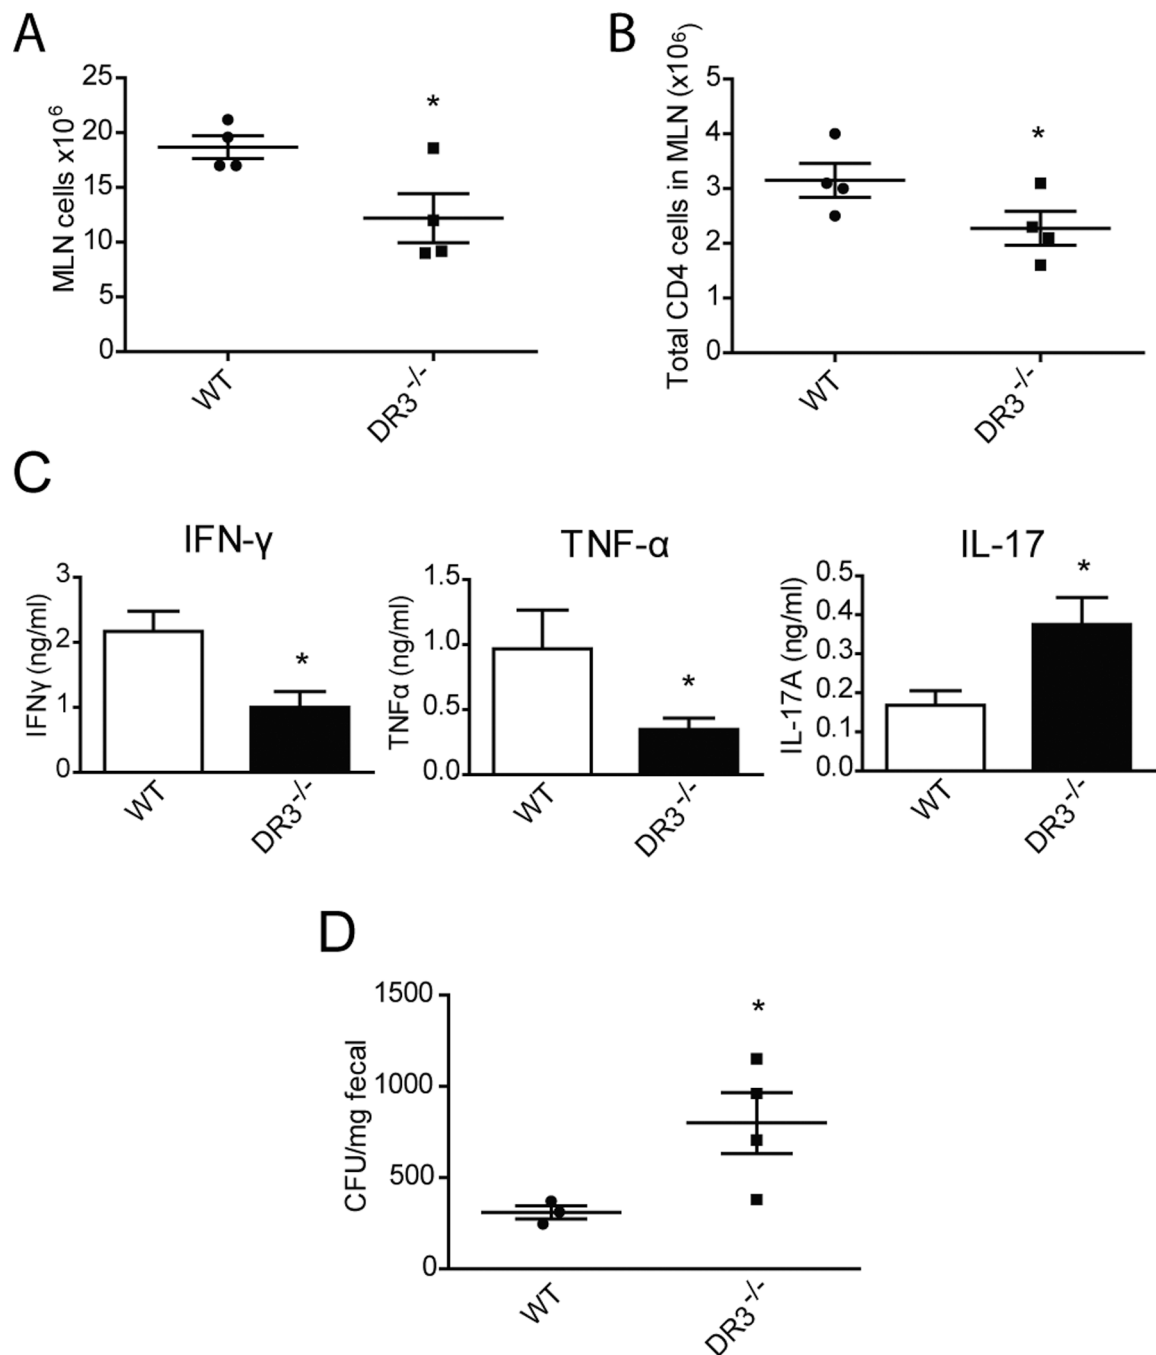 A
MLN cells x10⁶
25
20
15
10
5
0
*
WT
DR3⁻/⁻
B
Total CD4 cells in MLN (x10⁶)
5
4
3
2
1
0
*
WT
DR3⁻/⁻
C
IFN-γ
IFNγ (ng/ml)
3
2
1
0
*
WT
DR3⁻/⁻
TNF-α
TNFα (ng/ml)
1.5
1.0
0.5
0.0
*
WT
DR3⁻/⁻
IL-17
IL-17A (ng/ml)
0.5
0.4
0.3
0.2
0.1
0.0
*
WT
DR3⁻/⁻
D
CFU/mg fecal
1500
1000
500
0
*
WT
DR3⁻/⁻